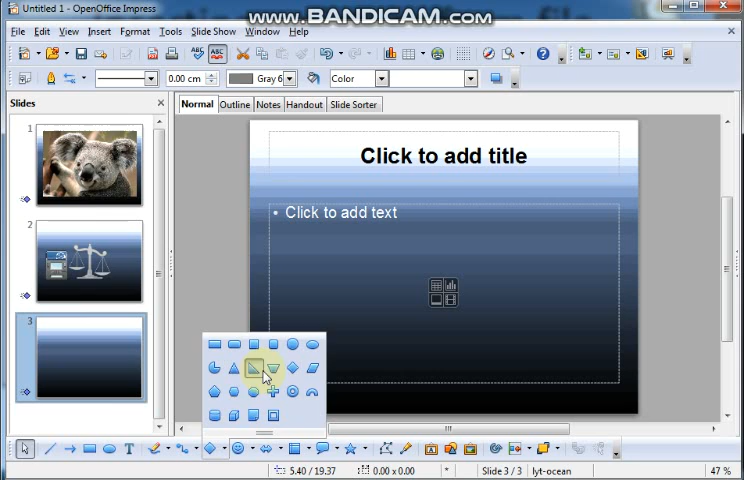 Untitled 1 - OpenOffice Impress
www.BANDICAM.com
File Edit View Insert Format Tools Slide Show Window Help
0.00 cm Gray 6 Color
Slides
Normal Outline Notes Handout Slide Sorter
1
2
3
Click to add title
• Click to add text
5.40 / 19.37 0.00 x 0.00 * Slide 3 / 3 lyt-ocean 47 %